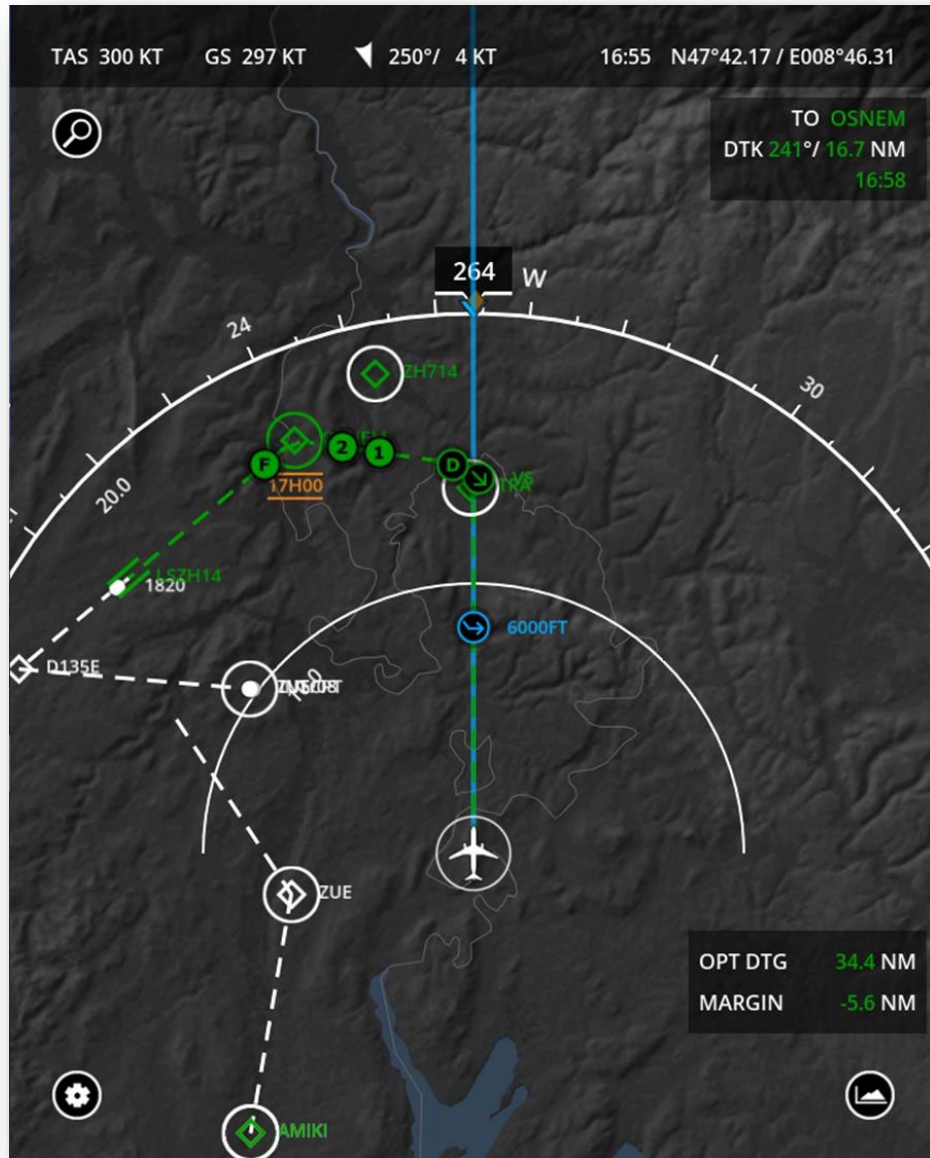 TAS 300 KT GS 297 KT 250°/ 4 KT 16:55 N47°42.17 / E008°46.31
TO OSNEM
DTK 241°/ 16.7 NM
16:58
264 W
24
30
ZH714
2 1
F D
17H00
20.0
LSZH14
1820
6000FT
D135E
ZUE
OPT DTG 34.4 NM
MARGIN -5.6 NM
AMIKI